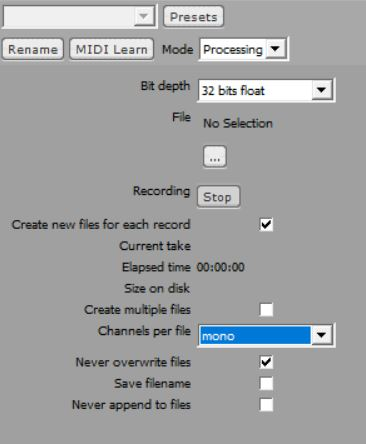 Presets
Rename MIDI Learn Mode Processing
Bit depth 32 bits float
File No Selection
...
Recording Stop
Create new files for each record
Current take
Elapsed time 00:00:00
Size on disk
Create multiple files
Channels per file mono
Never overwrite files
Save filename
Never append to files